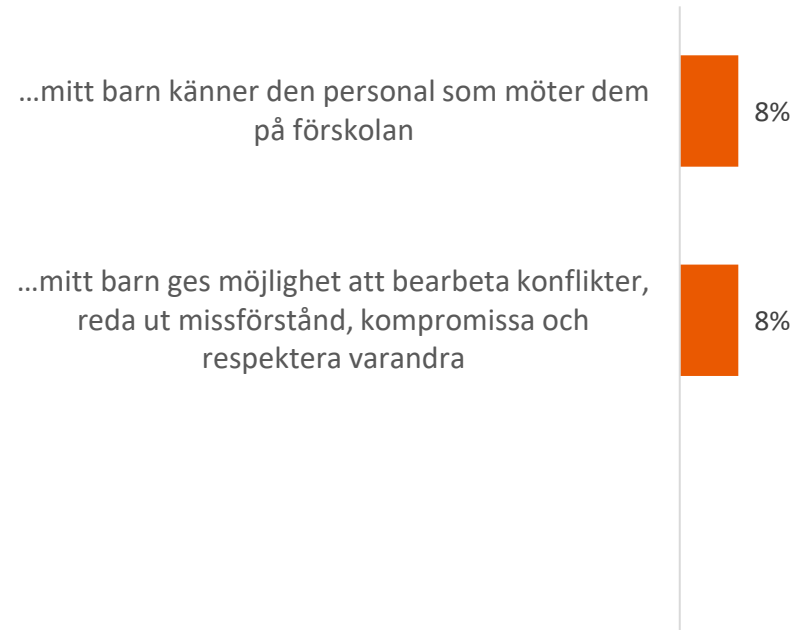 …mitt barn känner den personal som möter dem
på förskolan
8%
…mitt barn ges möjlighet att bearbeta konflikter,
reda ut missförstånd, kompromissa och
respektera varandra
8%